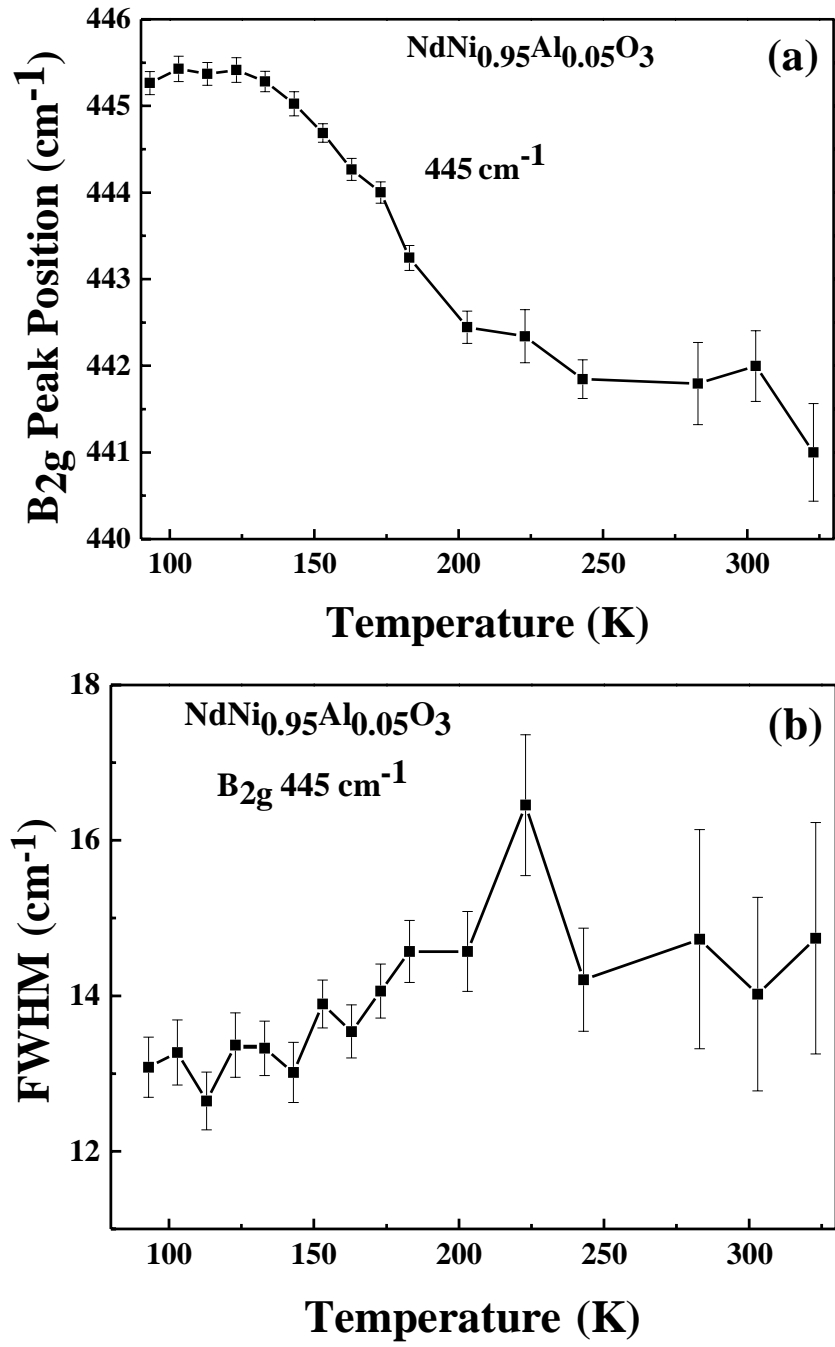 NdNi0.95Al0.05O3 (a)
445 cm-1
B2g Peak Position (cm-1)
446
445
444
443
442
441
440
100 150 200 250 300
Temperature (K)
NdNi0.95Al0.05O3 (b)
B2g 445 cm-1
FWHM (cm-1)
18
16
14
12
100 150 200 250 300
Temperature (K)